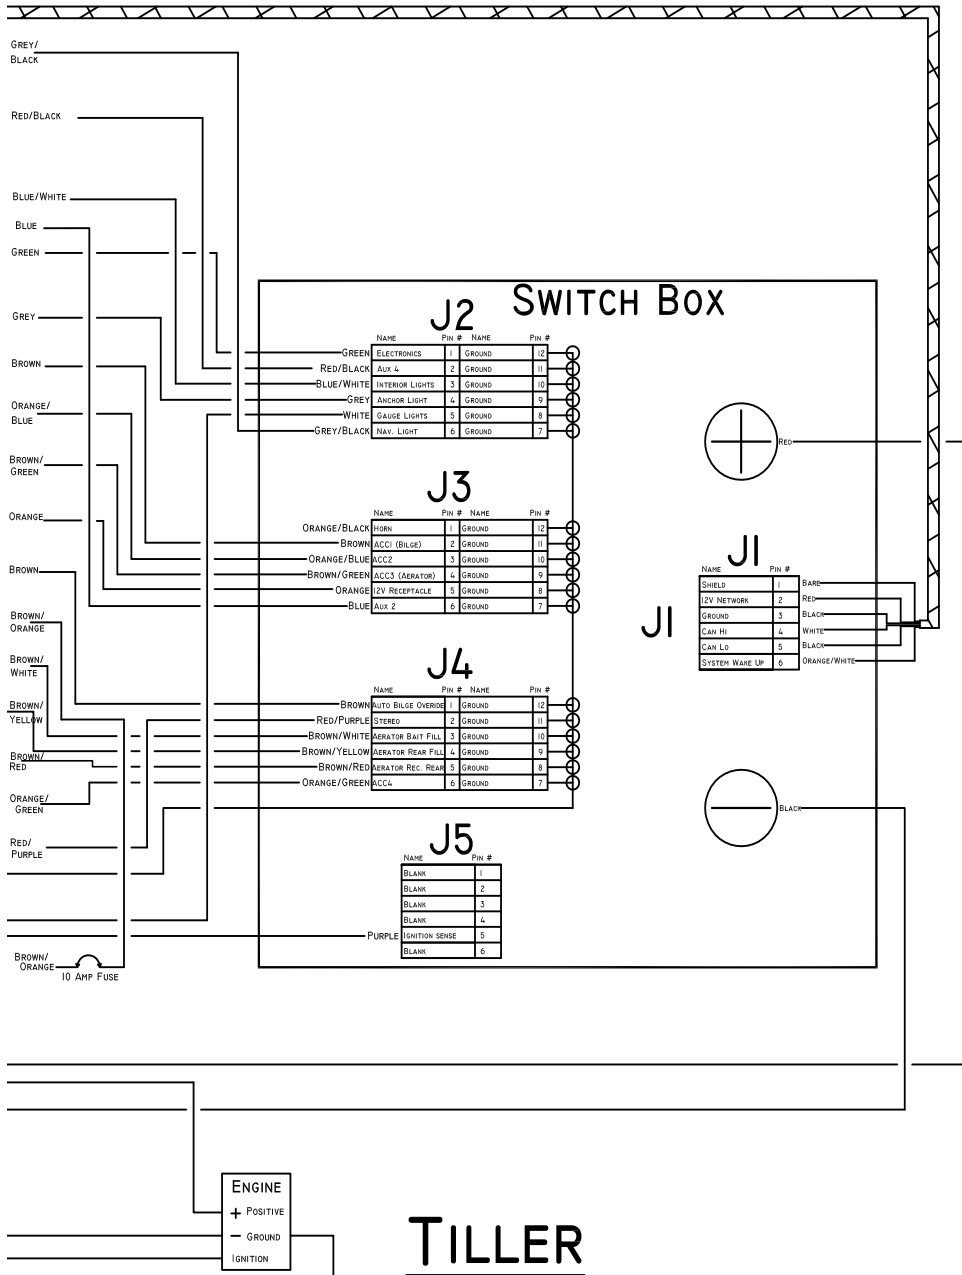 Grey/
Black
Red/Black
Blue/White
Blue
Green
Grey
Brown
Orange/
Blue
Brown/
Green
Orange
Brown
Brown/
Orange
Brown/
White
Brown/
Yellow
Brown/
Red
Orange/
Green
Red/
Purple
Brown/
Orange
10 Amp Fuse
Switch Box
J2
Name Pin # Name Pin #
Green Electronics 1 Ground 12
Red/Black Aux 4 2 Ground 11
Blue/White Interior Lights 3 Ground 10
Grey Anchor Light 4 Ground 9
White Gauge Lights 5 Ground 8
Grey/Black Nav. Light 6 Ground 7
J3
Name Pin # Name Pin #
Orange/Black Horn 1 Ground 12
Brown ACC1 (Bilge) 2 Ground 11
Orange/Blue ACC2 3 Ground 10
Brown/Green ACC3 (Aerator) 4 Ground 9
Orange 12V Receptacle 5 Ground 8
Blue Aux 2 6 Ground 7
J4
Name Pin # Name Pin #
Brown Auto Bilge Overide 1 Ground 12
Red/Purple Stereo 2 Ground 11
Brown/White Aerator Bait Fill 3 Ground 10
Brown/Yellow Aerator Rear Fill 4 Ground 9
Brown/Red Aerator Rec. Rear 5 Ground 8
Orange/Green ACC4 6 Ground 7
J5
Name Pin #
Blank 1
Blank 2
Blank 3
Blank 4
Purple Ignition sense 5
Blank 6
+
Red
J1
J1
Name Pin #
Shield 1 Bare
12V Network 2 Red
Ground 3 Black
Can Hi 4 White
Can Lo 5 Black
System Wake Up 6 Orange/White
−
Black
Engine
+ Positive
− Ground
Ignition
Tiller